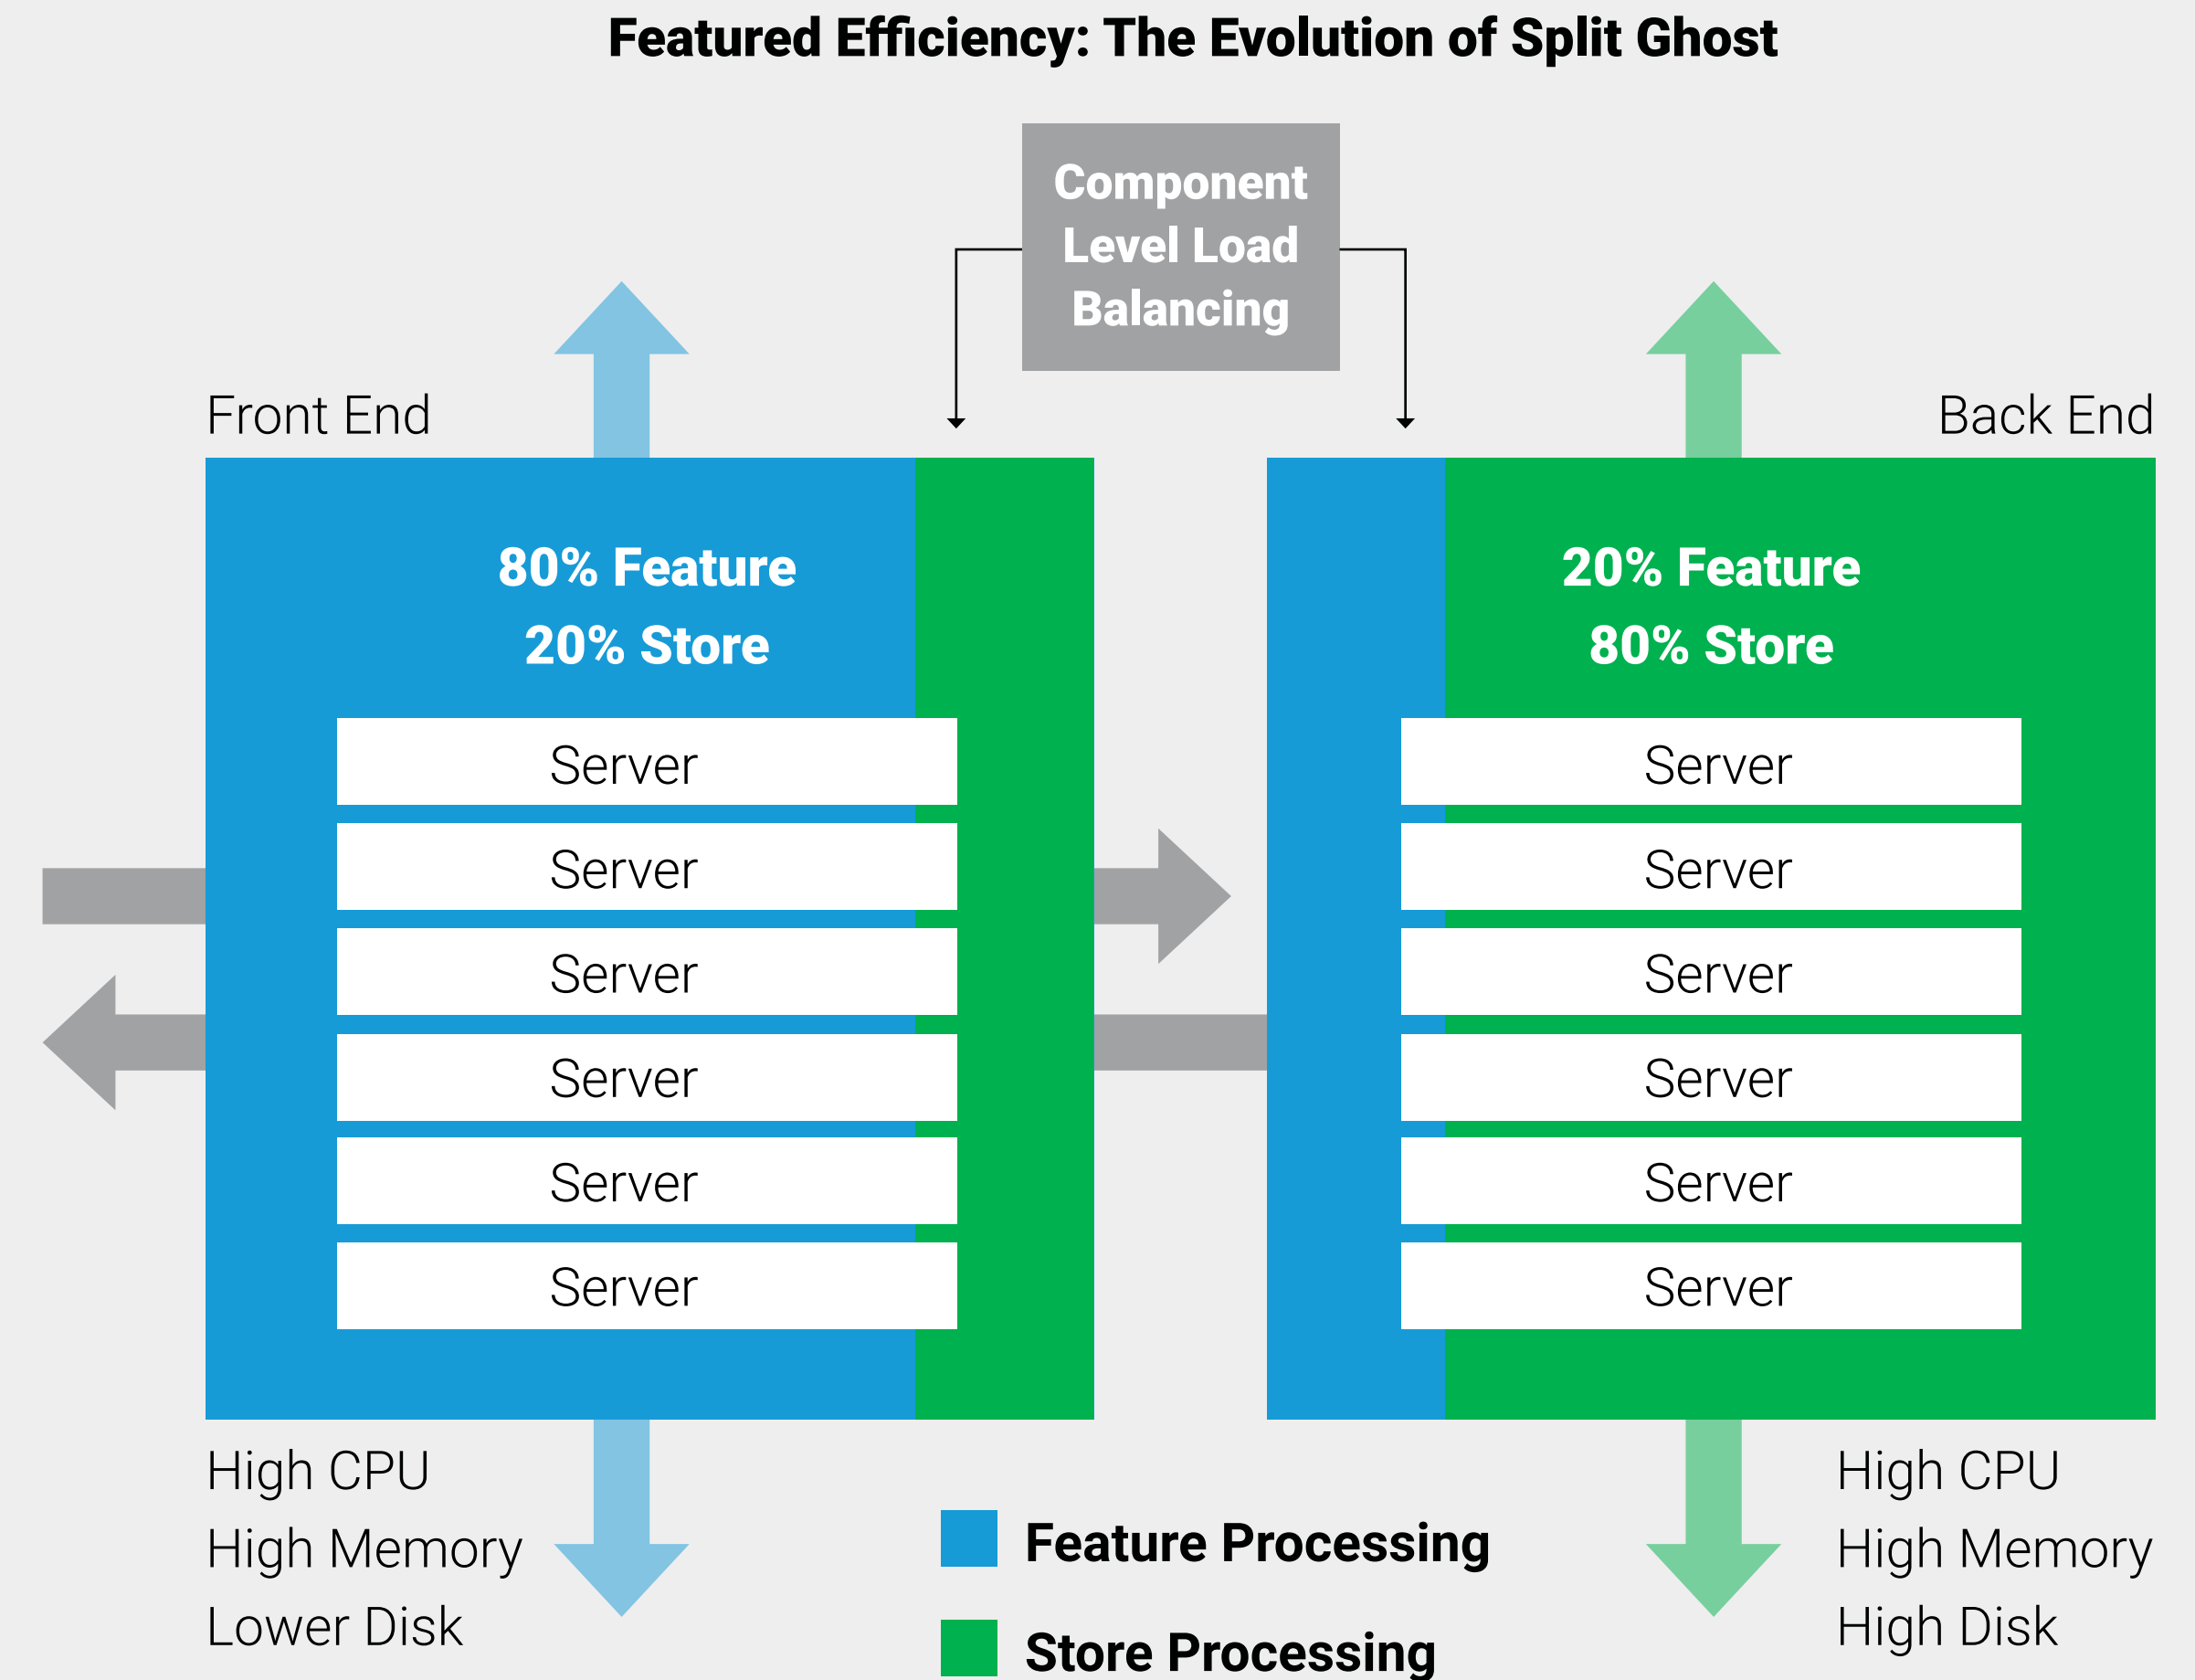 Featured Efficiency: The Evolution of Split Ghost
Component
Level Load
Balancing
Front End
Back End
80% Feature
20% Store
Server
Server
Server
Server
Server
Server
20% Feature
80% Store
Server
Server
Server
Server
Server
Server
High CPU
High Memory
Lower Disk
Feature Processing
Store Processing
High CPU
High Memory
High Disk